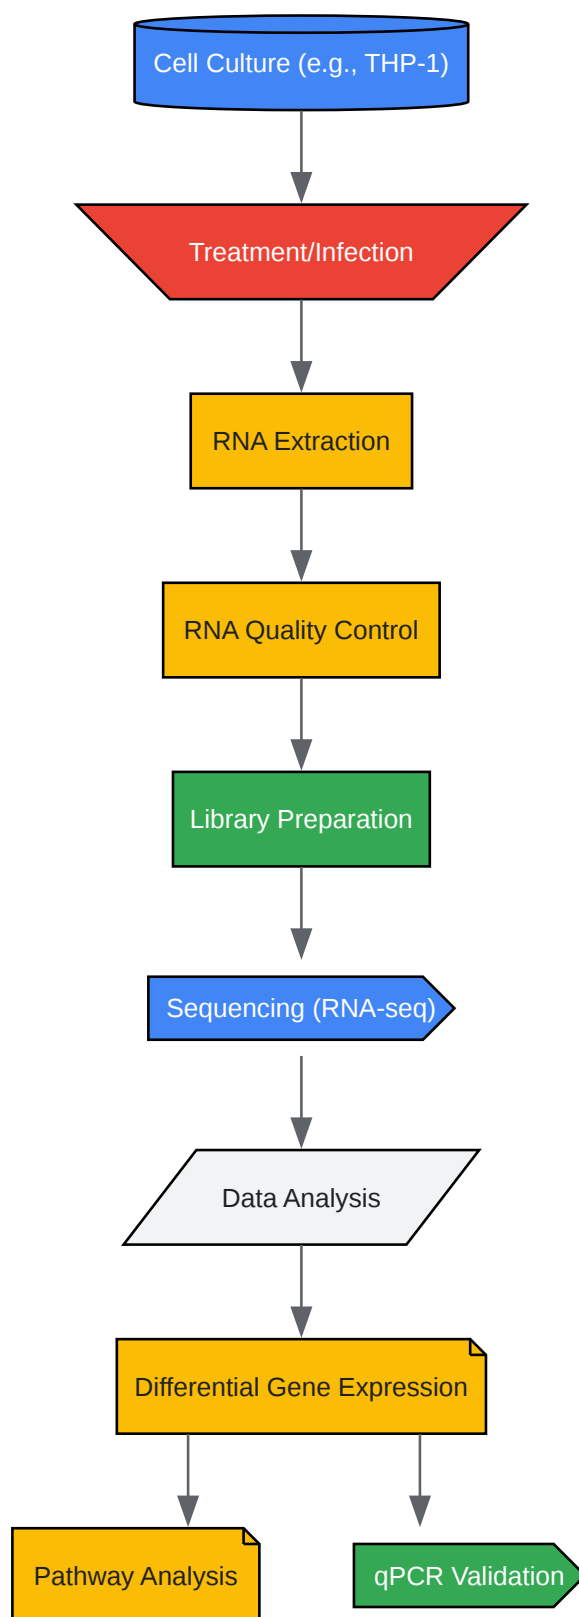 Cell Culture (e.g., THP-1)
Treatment/Infection
RNA Extraction
RNA Quality Control
Library Preparation
Sequencing (RNA-seq)
Data Analysis
Differential Gene Expression
Pathway Analysis
qPCR Validation